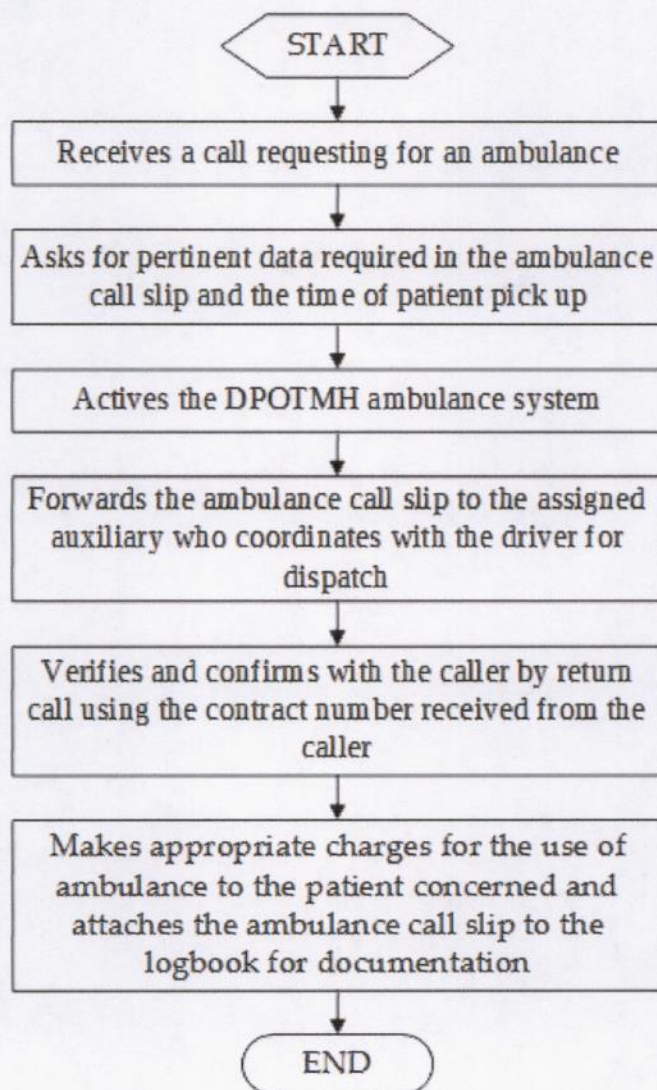 START
Receives a call requesting for an ambulance
Asks for pertinent data required in the ambulance
call slip and the time of patient pick up
Actives the DPOTMH ambulance system
Forwards the ambulance call slip to the assigned
auxiliary who coordinates with the driver for
dispatch
Verifies and confirms with the caller by return
call using the contract number received from the
caller
Makes appropriate charges for the use of
ambulance to the patient concerned and
attaches the ambulance call slip to the
logbook for documentation
END